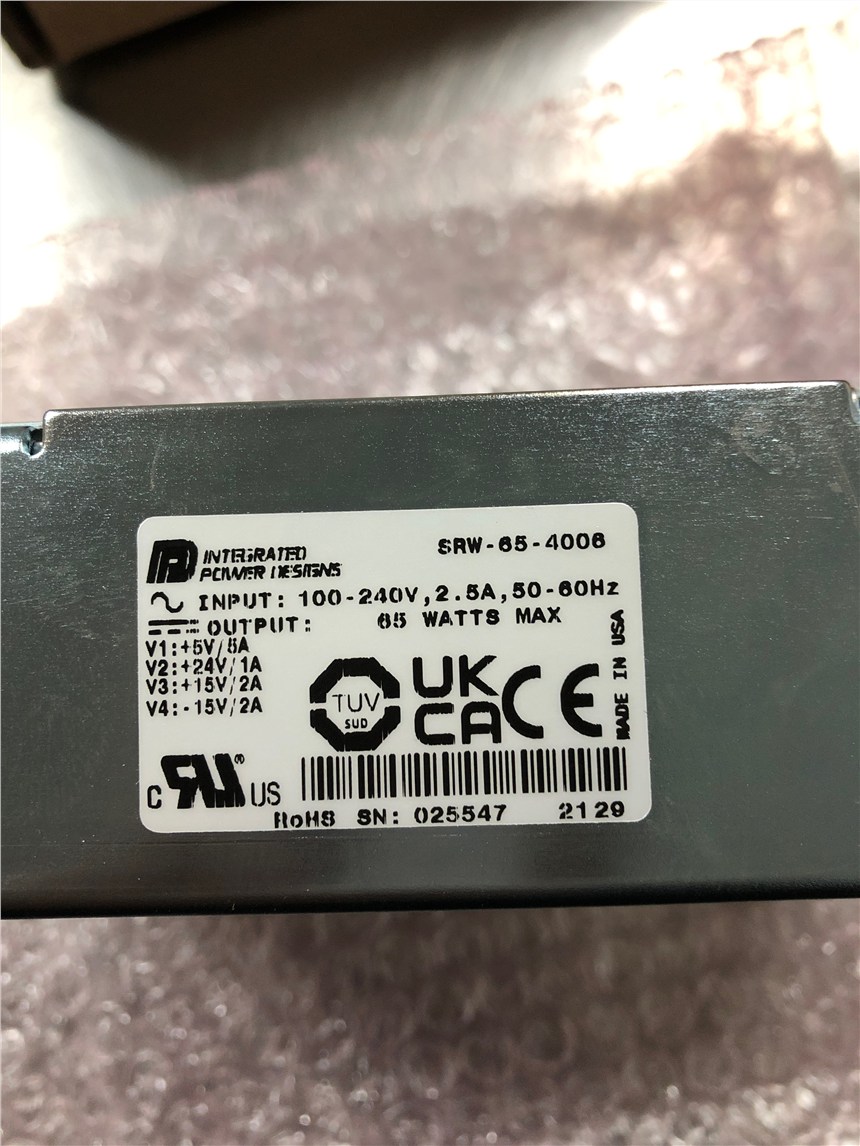 INTEGRATED
POWER DESIGNS
SRW-65-4006
INPUT: 100-240V, 2.5A, 50-60Hz
OUTPUT: 65 WATTS MAX
V1:+5V/5A
V2:+24V/1A
V3:+15V/2A
V4:-15V/2A
TUV
SUD
UK
CA
CE
MADE IN USA
C RU® US
RoHS SN: 025547 2129